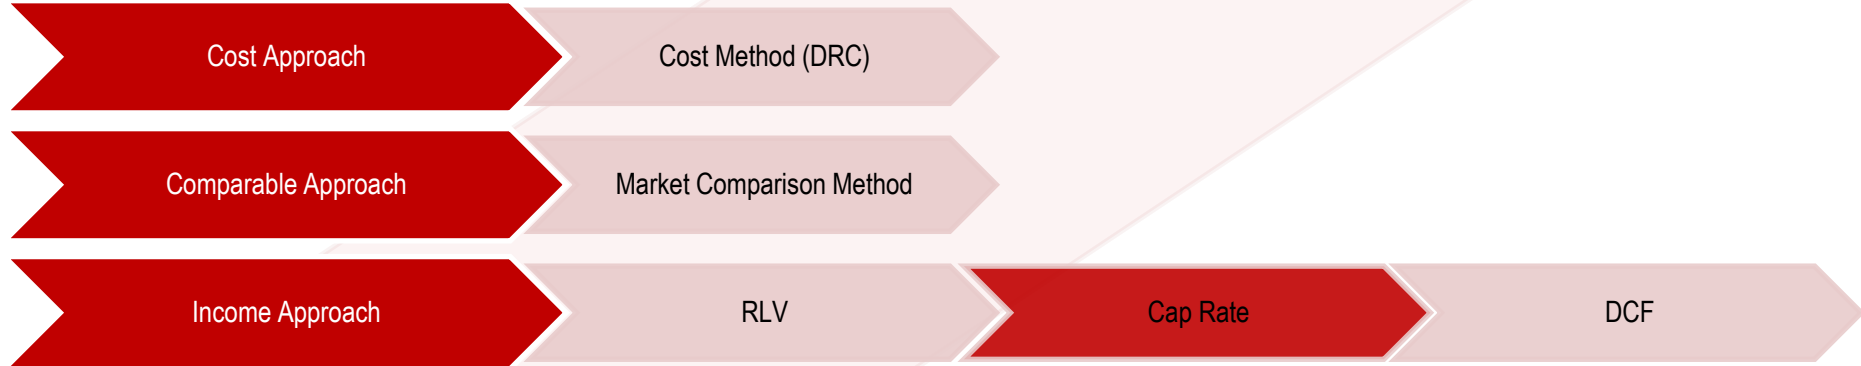 Cost Approach
Cost Method (DRC)
Comparable Approach
Market Comparison Method
Income Approach
RLV
Cap Rate
DCF